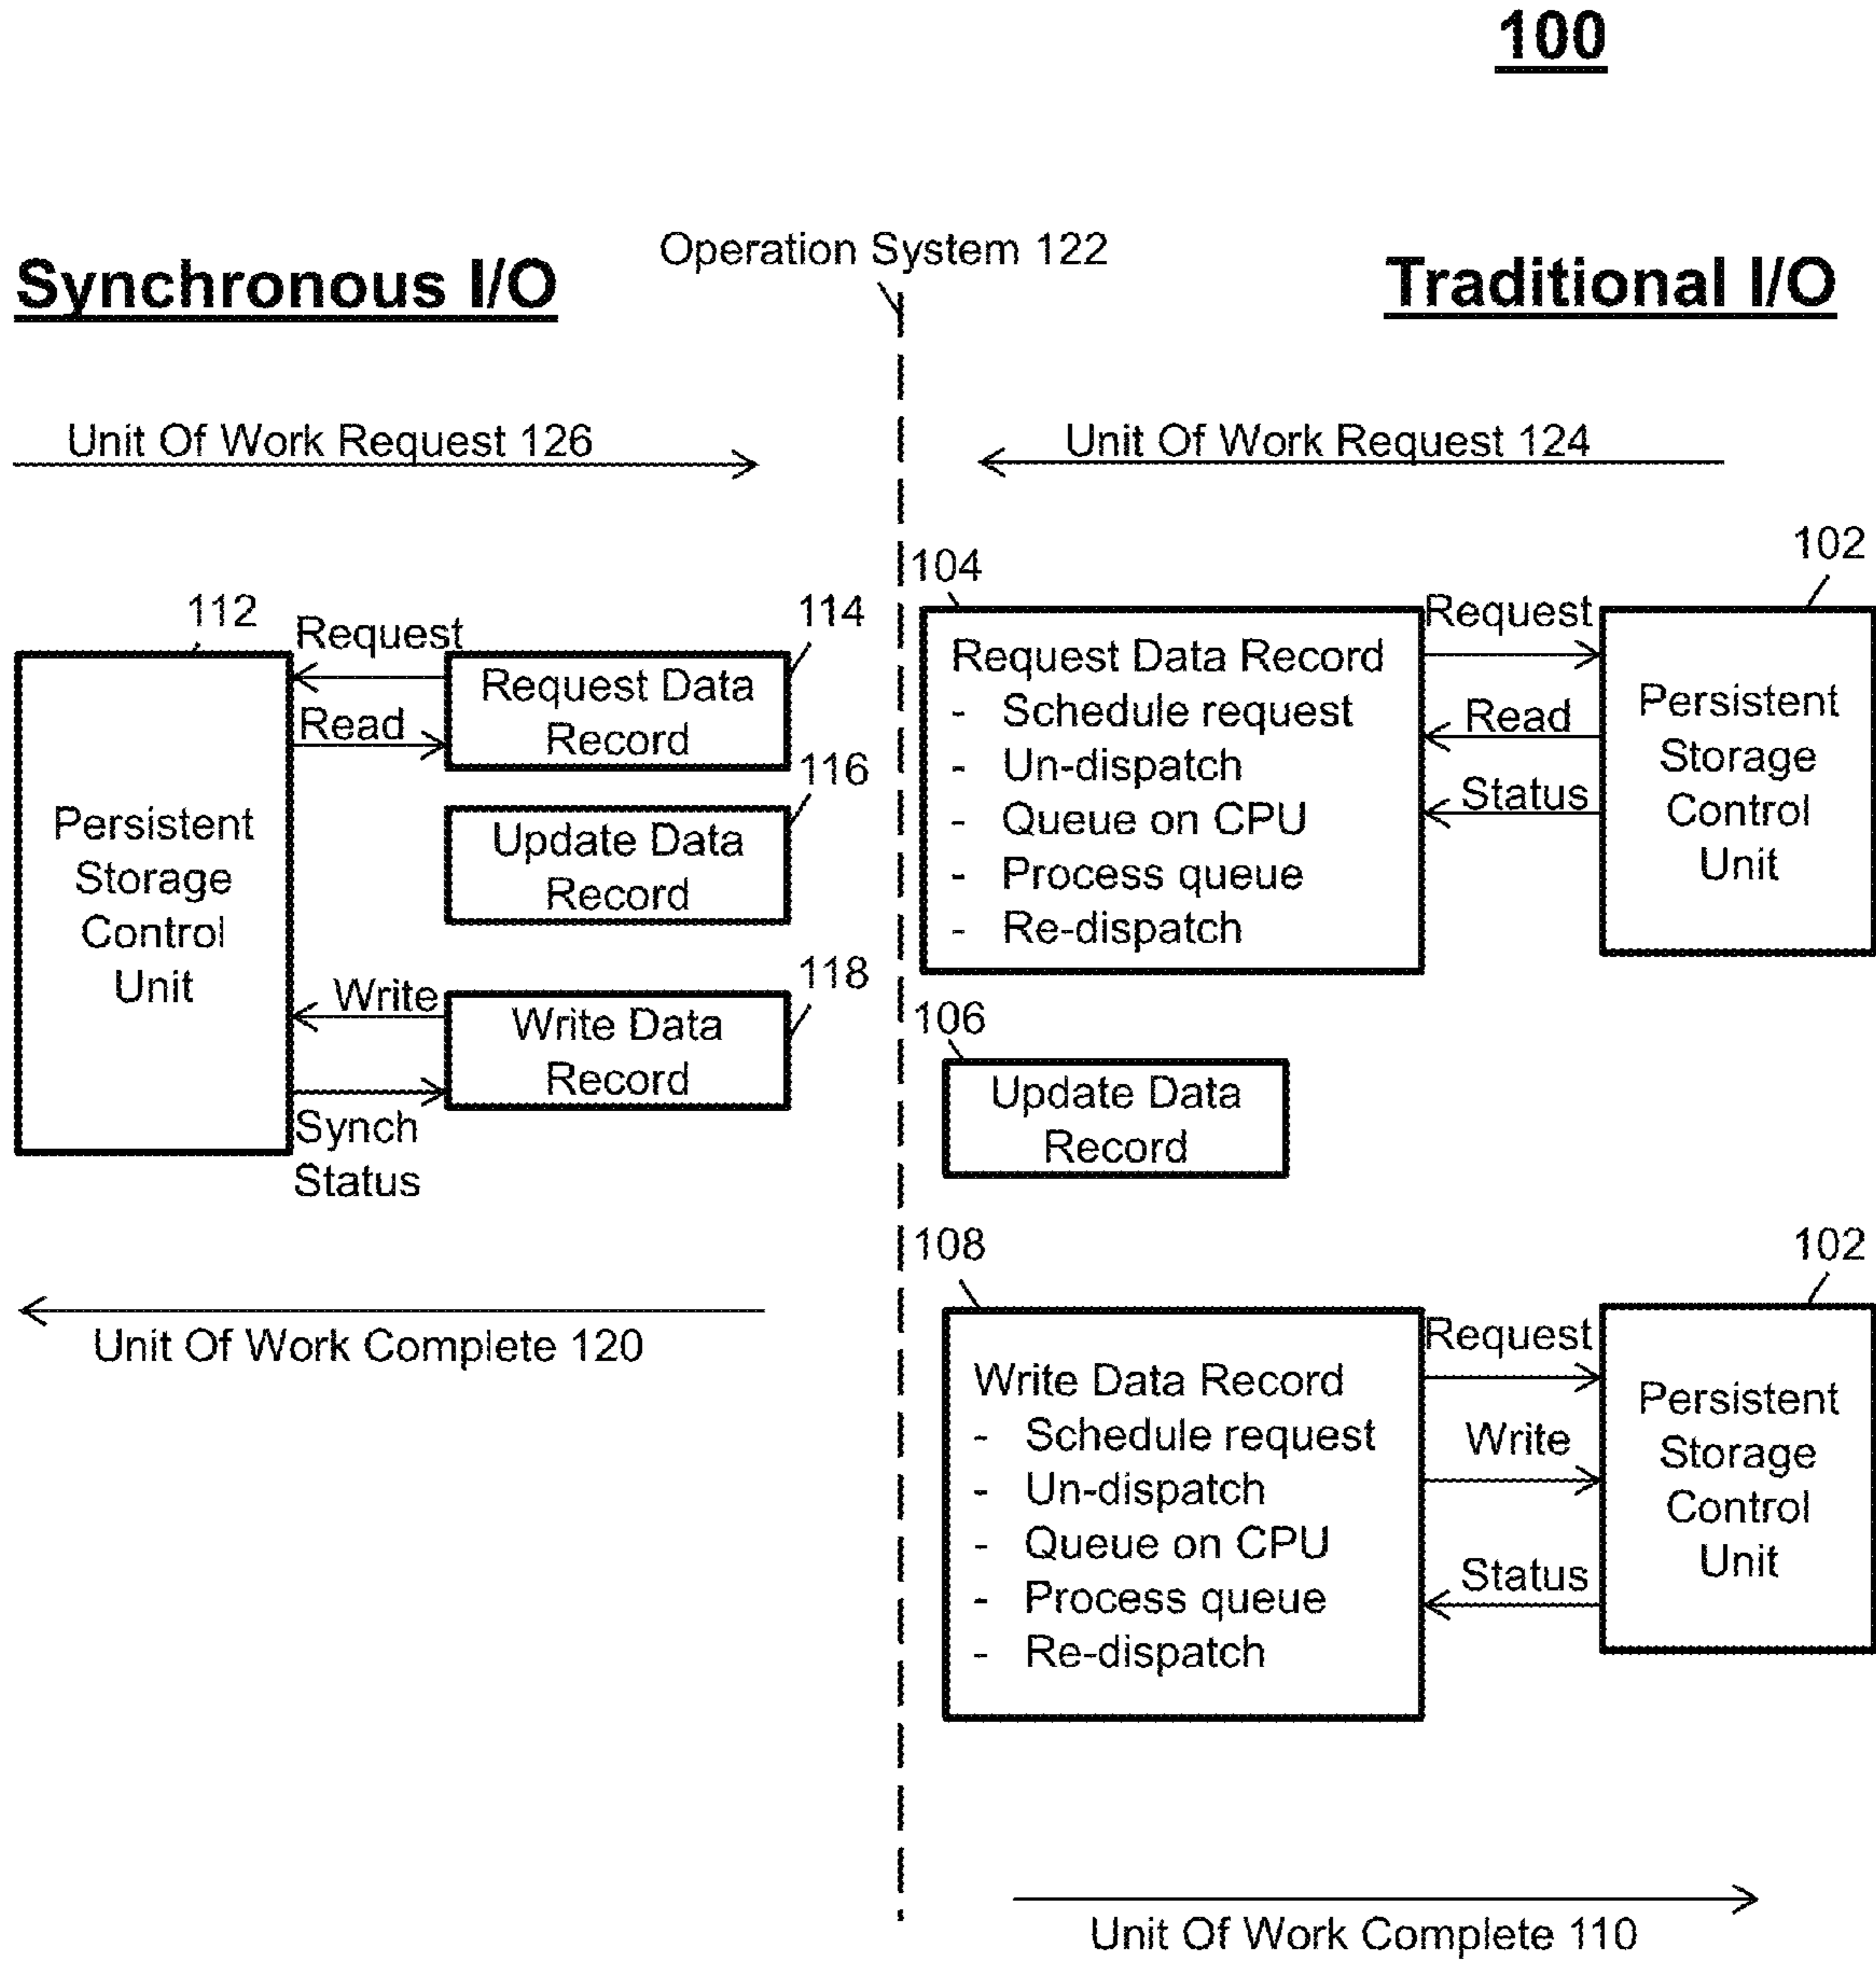 100
Operation System 122
Synchronous I/O
Traditional I/O
Unit Of Work Request 126
Unit Of Work Request 124
112
Persistent
Storage
Control
Unit
Request
Read
114
Request Data
Record
116
Update Data
Record
118
Write
Write Data
Record
Synch
Status
Unit Of Work Complete 120
104
Request Data Record
- Schedule request
- Un-dispatch
- Queue on CPU
- Process queue
- Re-dispatch
Request
Read
Status
102
Persistent
Storage
Control
Unit
106
Update Data
Record
108
Write Data Record
- Schedule request
- Un-dispatch
- Queue on CPU
- Process queue
- Re-dispatch
Request
Write
Status
102
Persistent
Storage
Control
Unit
Unit Of Work Complete 110